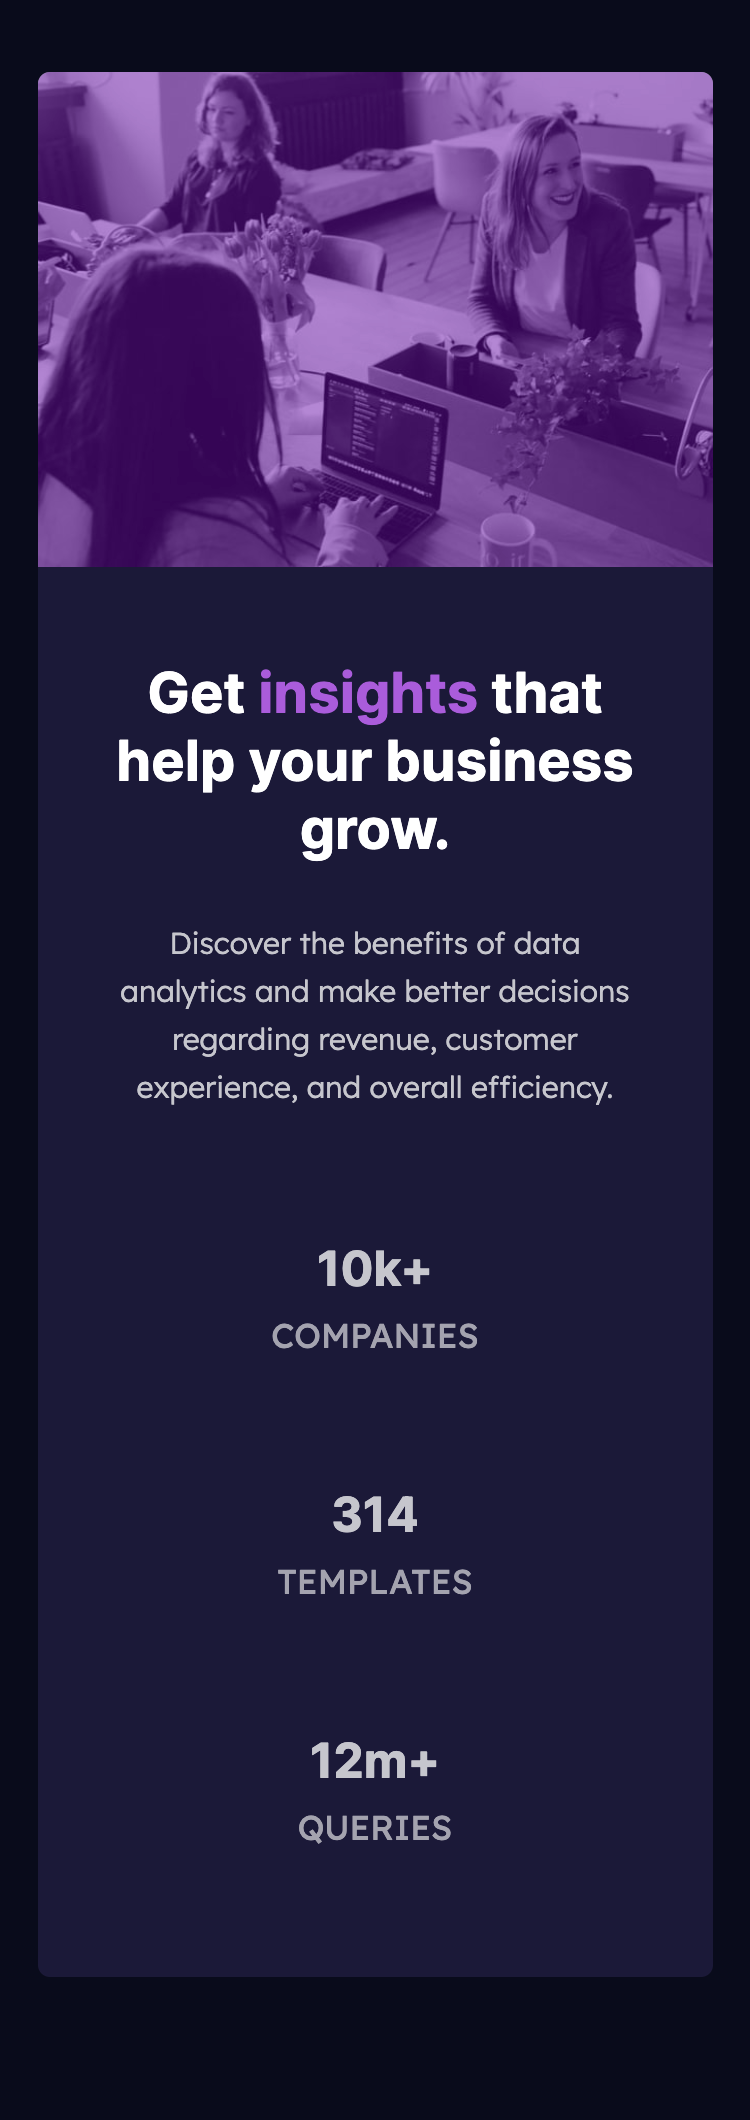 Get insights that
help your business
grow.
Discover the benefits of data
analytics and make better decisions
regarding revenue, customer
experience, and overall efficiency.
10k+
COMPANIES
314
TEMPLATES
12m+
QUERIES